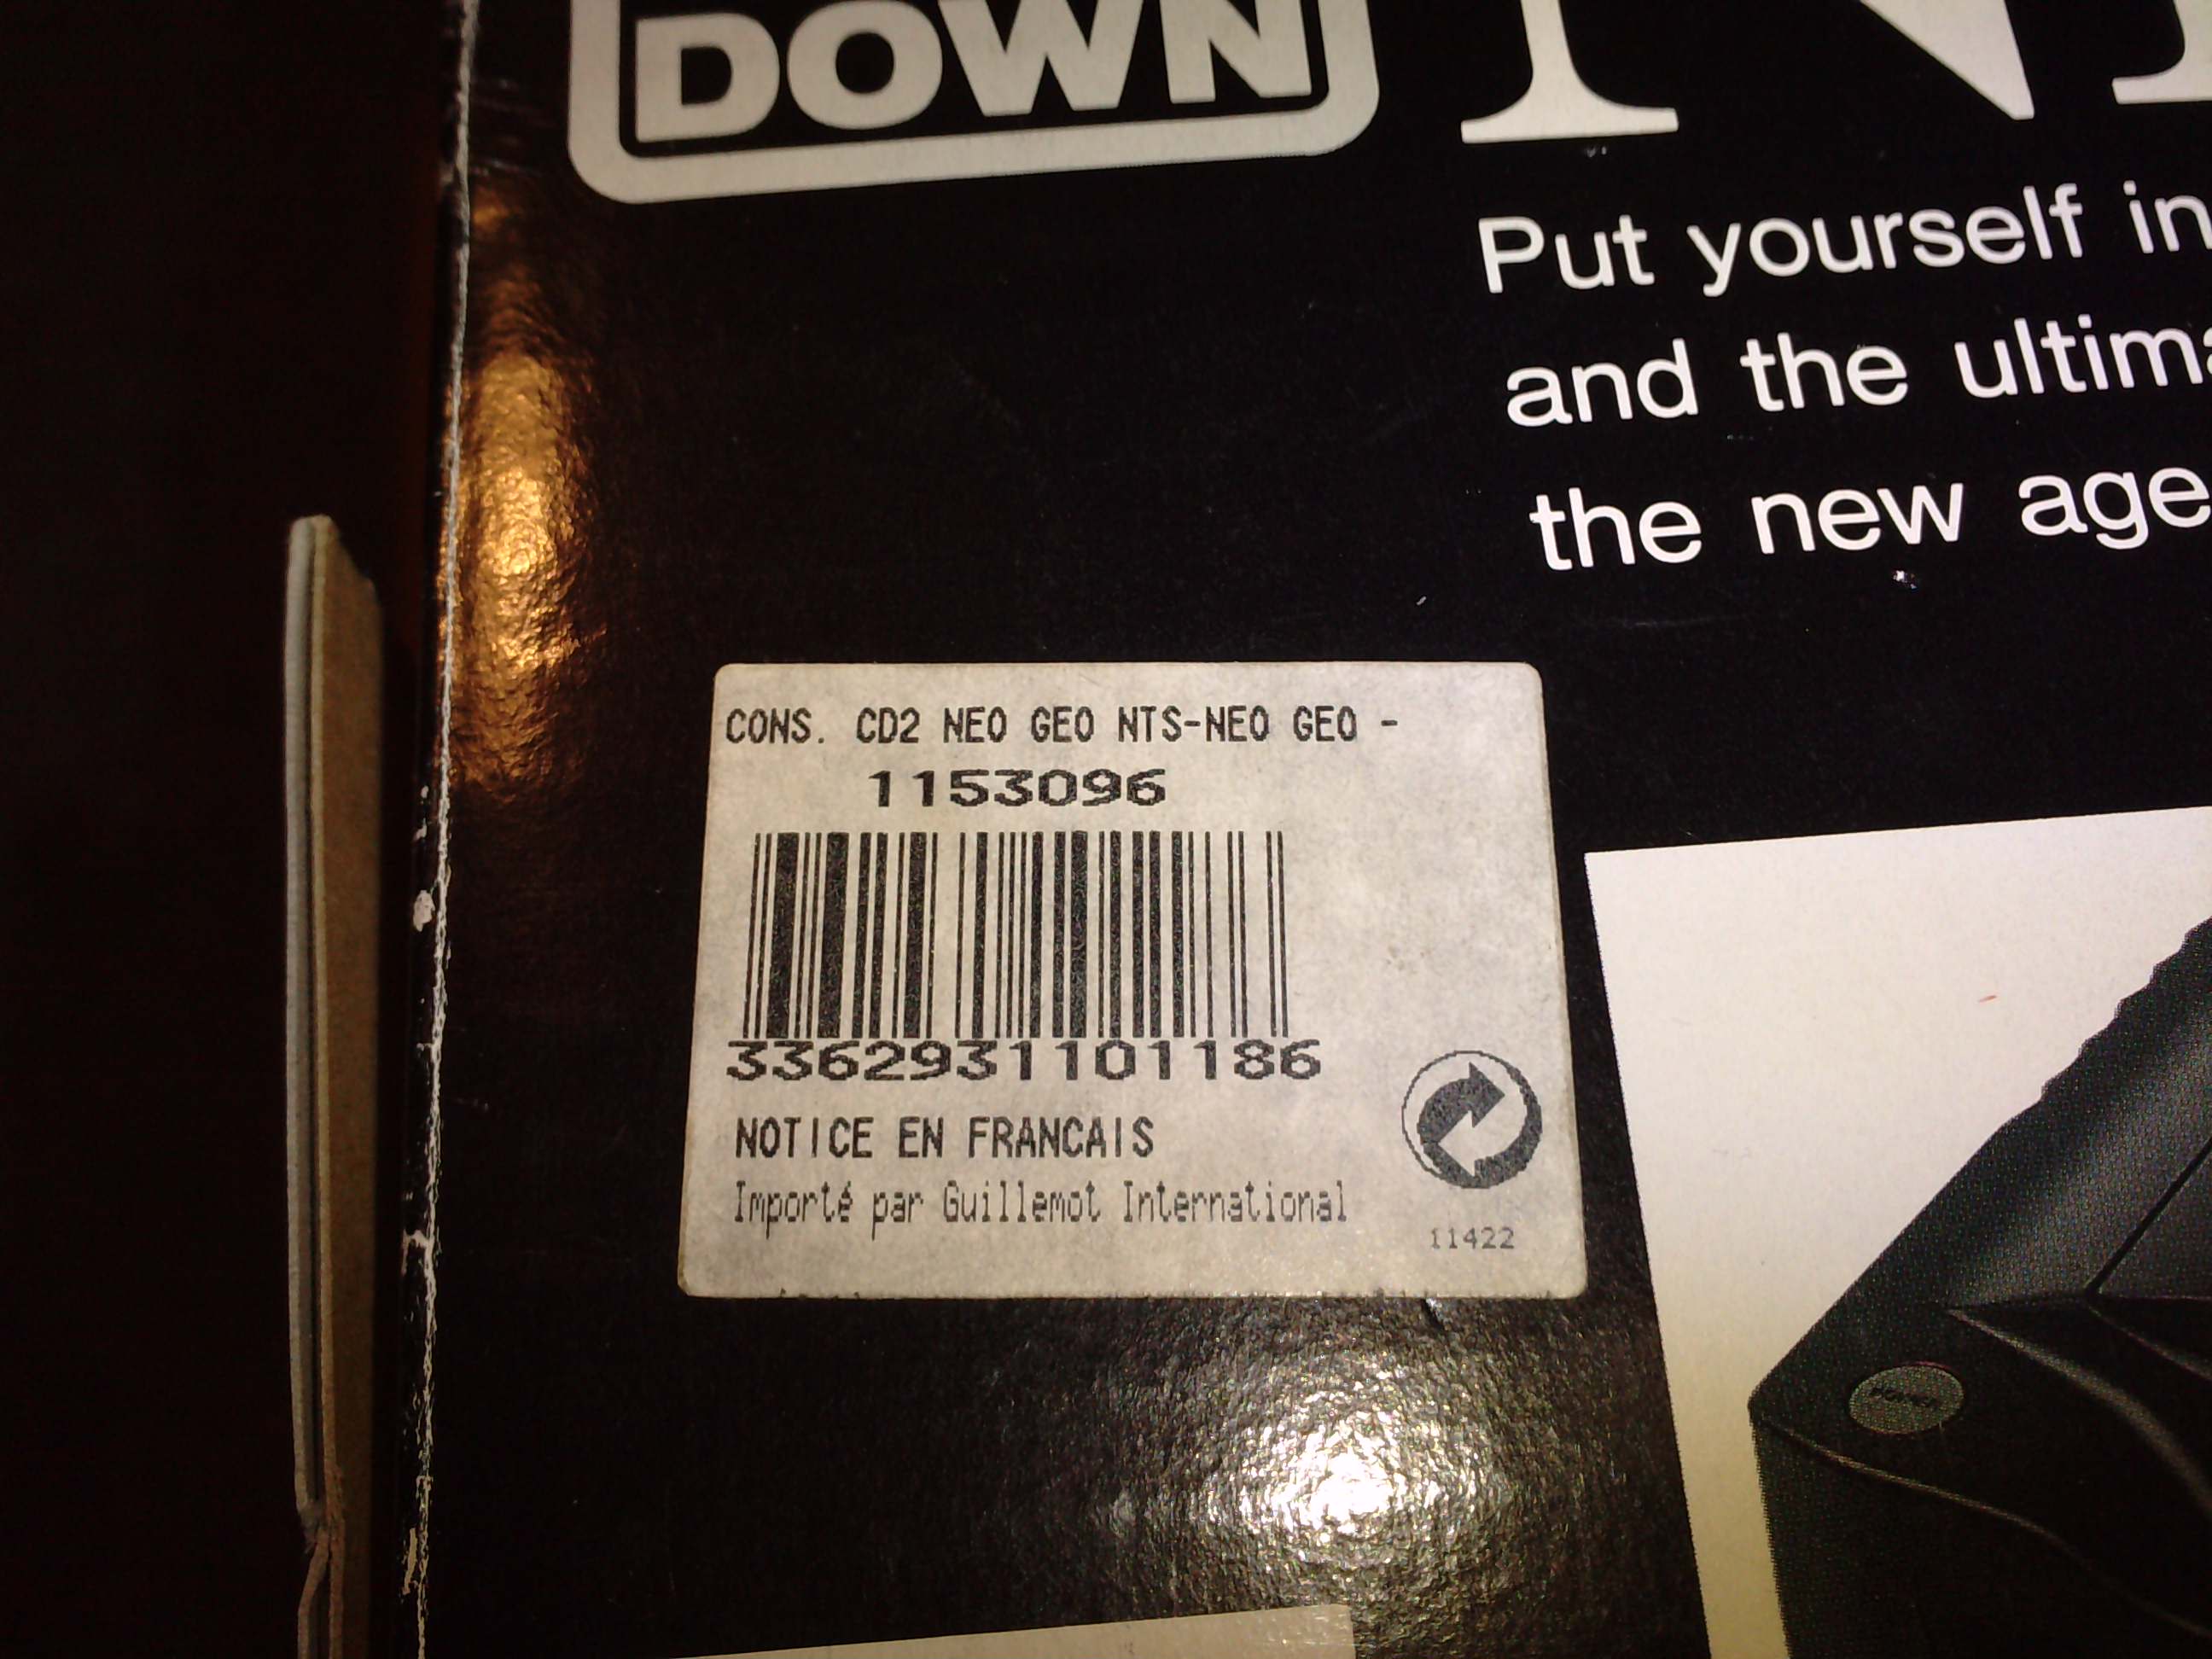 DOWN
Put yourself in
and the ultima
the new age
CONS. CD2 NEO GEO NTS-NEO GEO -
1153096
3362931101186
NOTICE EN FRANCAIS
Importé par Guillemot International
11422
POWER